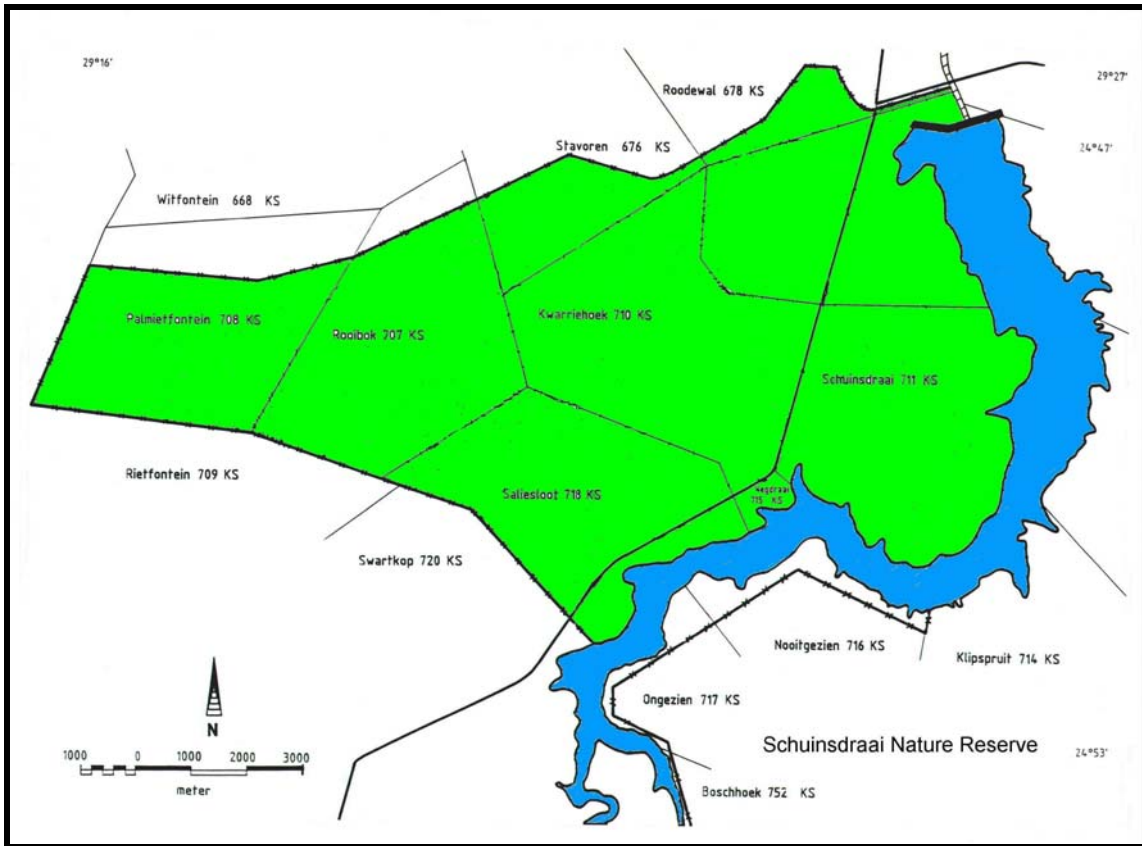 29°16'
29°27'
Roodewal 678 KS
Stavoren 676 KS
24°47'
Witfontein 668 KS
Palmietfontein 708 KS
Rooibok 707 KS
Kwarriehoek 710 KS
Schuinsdraai 711 KS
Rietfontein 709 KS
Saliesloot 718 KS
715 KS
Swartkop 720 KS
Nooitgezien 716 KS
Klipspruit 714 KS
Ongezien 717 KS
N
Schuinsdraai Nature Reserve
24°53'
1000 0 1000 2000 3000
meter
Boschhoek 752 KS